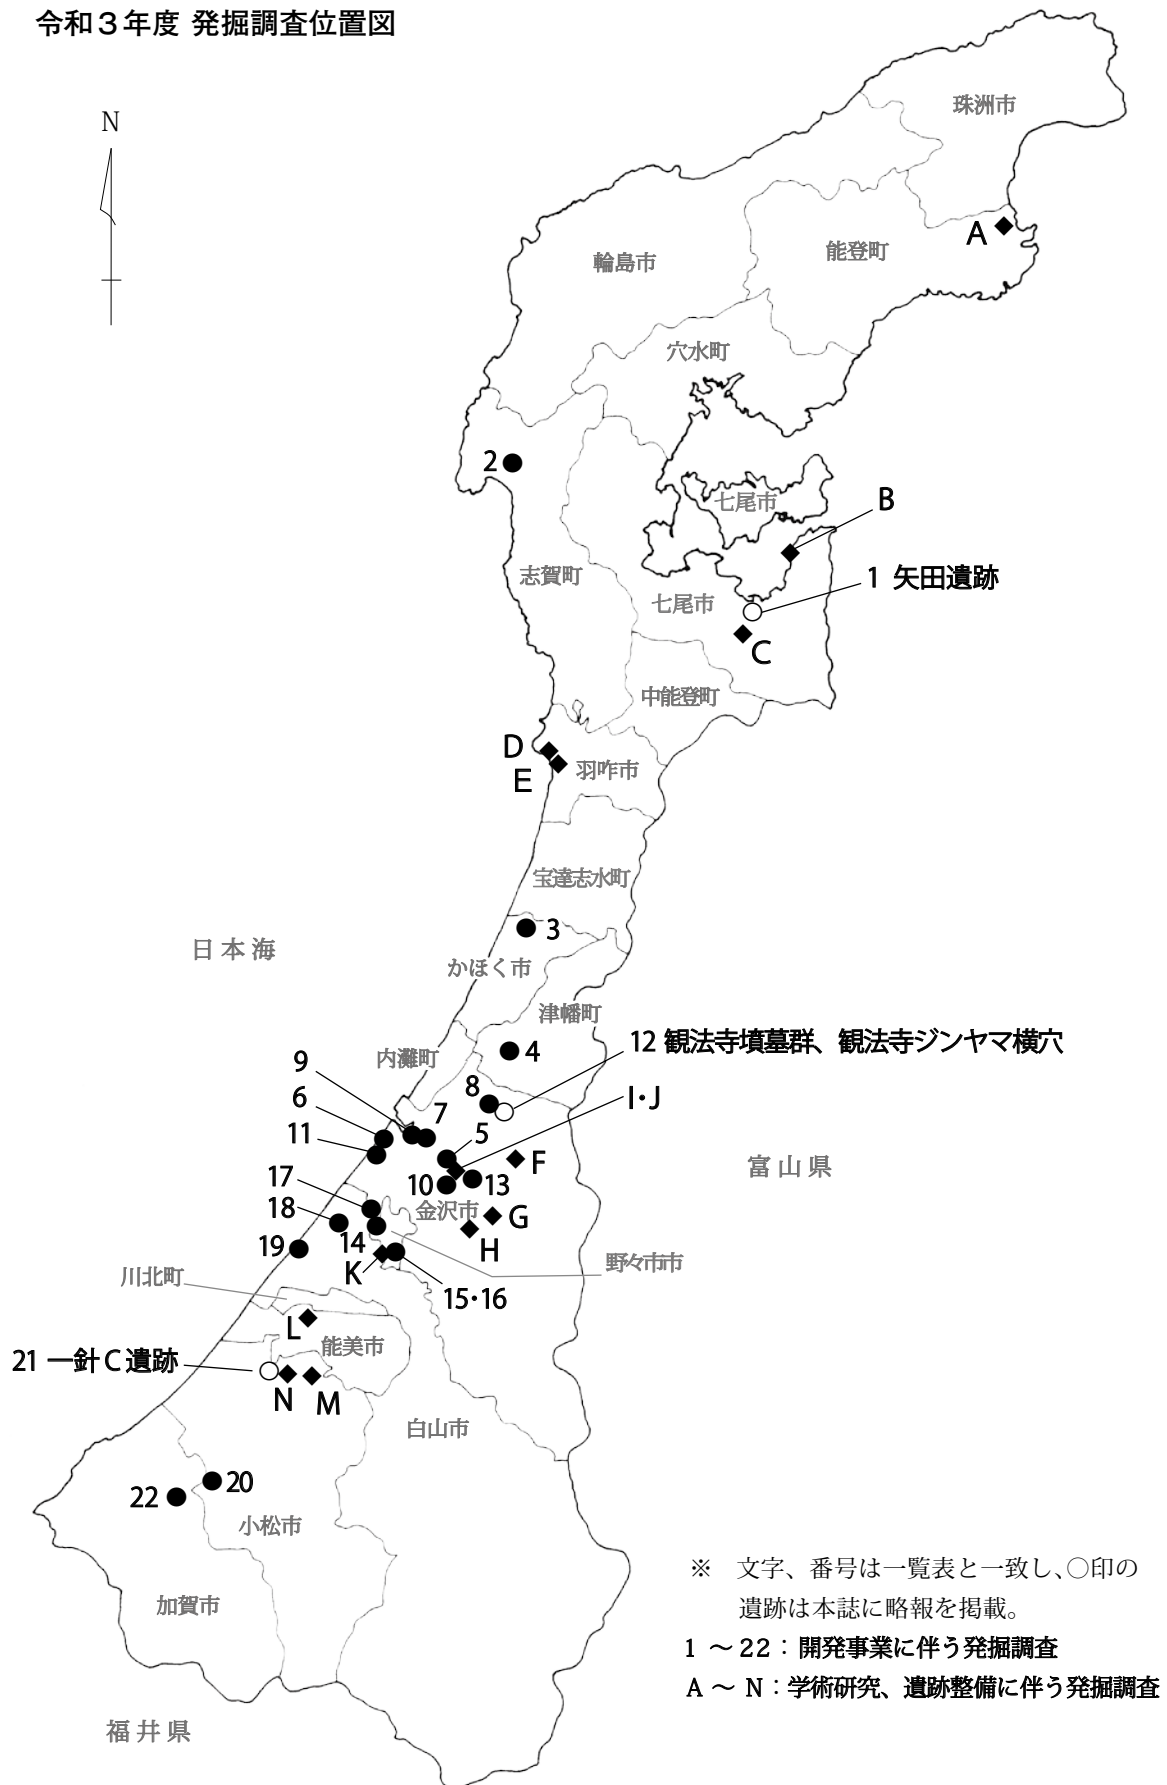 令和３年度 発掘調査位置図
N
珠洲市
A
能登町
輪島市
穴水町
2
七尾市
B
志賀町
1 矢田遺跡
七尾市
C
中能登町
D
E
羽咋市
宝達志水町
3
日本海
かほく市
津幡町
12 観法寺墳墓群、観法寺ジンヤマ横穴
内灘町
4
9
8
I・J
6
7
11
5
F
富山県
17
10
13
金沢市
18
G
14
H
19
K
野々市市
川北町
15・16
L
能美市
21 一針Ｃ遺跡
N
M
白山市
20
22
小松市
加賀市
福井県
※　文字、番号は一覧表と一致し、○印の
遺跡は本誌に略報を掲載。
1 ～ 22：開発事業に伴う発掘調査
A ～ N：学術研究、遺跡整備に伴う発掘調査